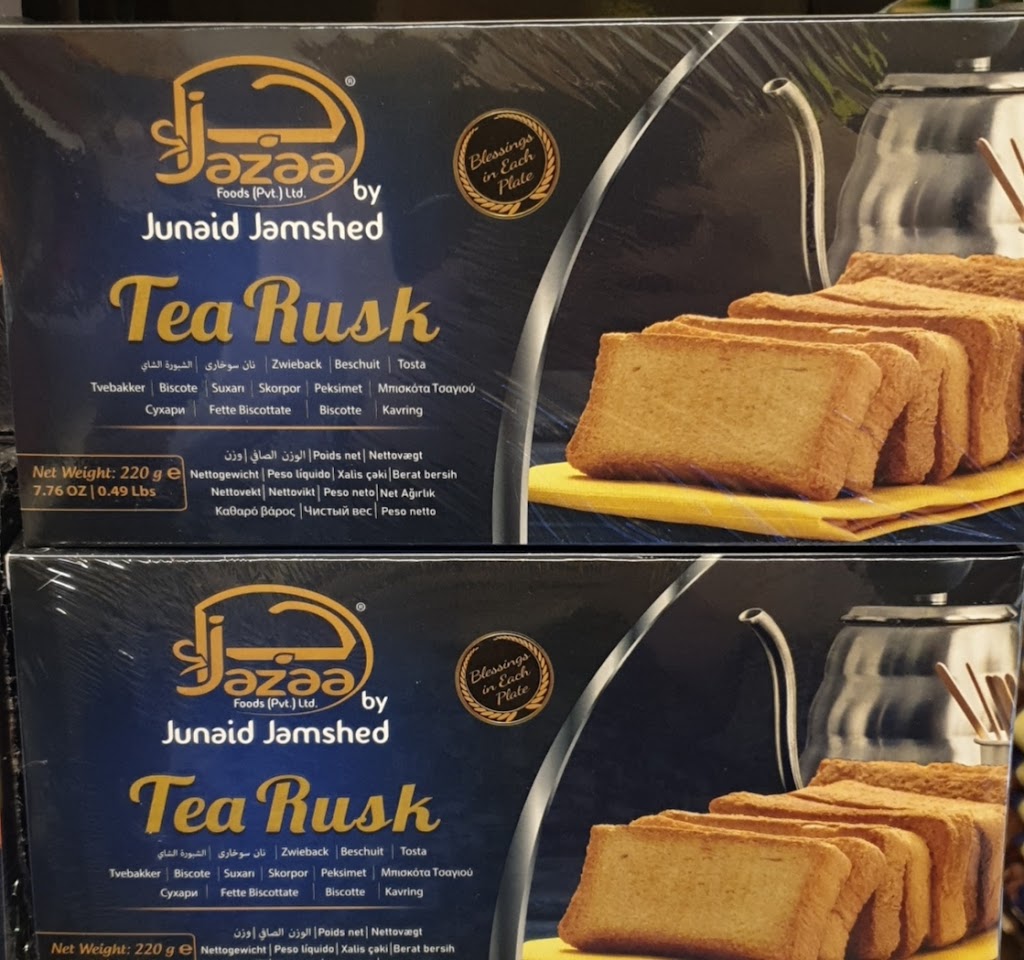 Jazaa ®
Foods (Pvt.) Ltd.
by
Junaid Jamshed
Blessings
in Each
Plate
Tea Rusk
الشبورة الشاي | نان سوخاری | Zwieback | Beschuit | Tosta
Tvebakker | Biscote | Suxarı | Skorpor | Peksimet | Μπισκότα Τσαγιού
Сухари | Fette Biscottate | Biscotte | Kavring
Net Weight: 220 g ℮
7.76 OZ | 0.49 Lbs
وزن | الوزن الصافي | Poids net | Nettovægt
Nettogewicht | Peso líquido | Xalis çəki | Berat bersih
Nettovekt | Nettovikt | Peso neto | Net Ağırlık
Καθαρό βάρος | Чистый вес | Peso netto
Jazaa ®
Foods (Pvt.) Ltd.
by
Junaid Jamshed
Blessings
in Each
Plate
Tea Rusk
الشبورة الشاي | نان سوخاری | Zwieback | Beschuit | Tosta
Tvebakker | Biscote | Suxarı | Skorpor | Peksimet | Μπισκότα Τσαγιού
Сухари | Fette Biscottate | Biscotte | Kavring
Net Weight: 220 g ℮
وزن | الوزن الصافي | Poids net | Nettovægt
Nettogewicht | Peso líquido | Xalis çəki | Berat bersih